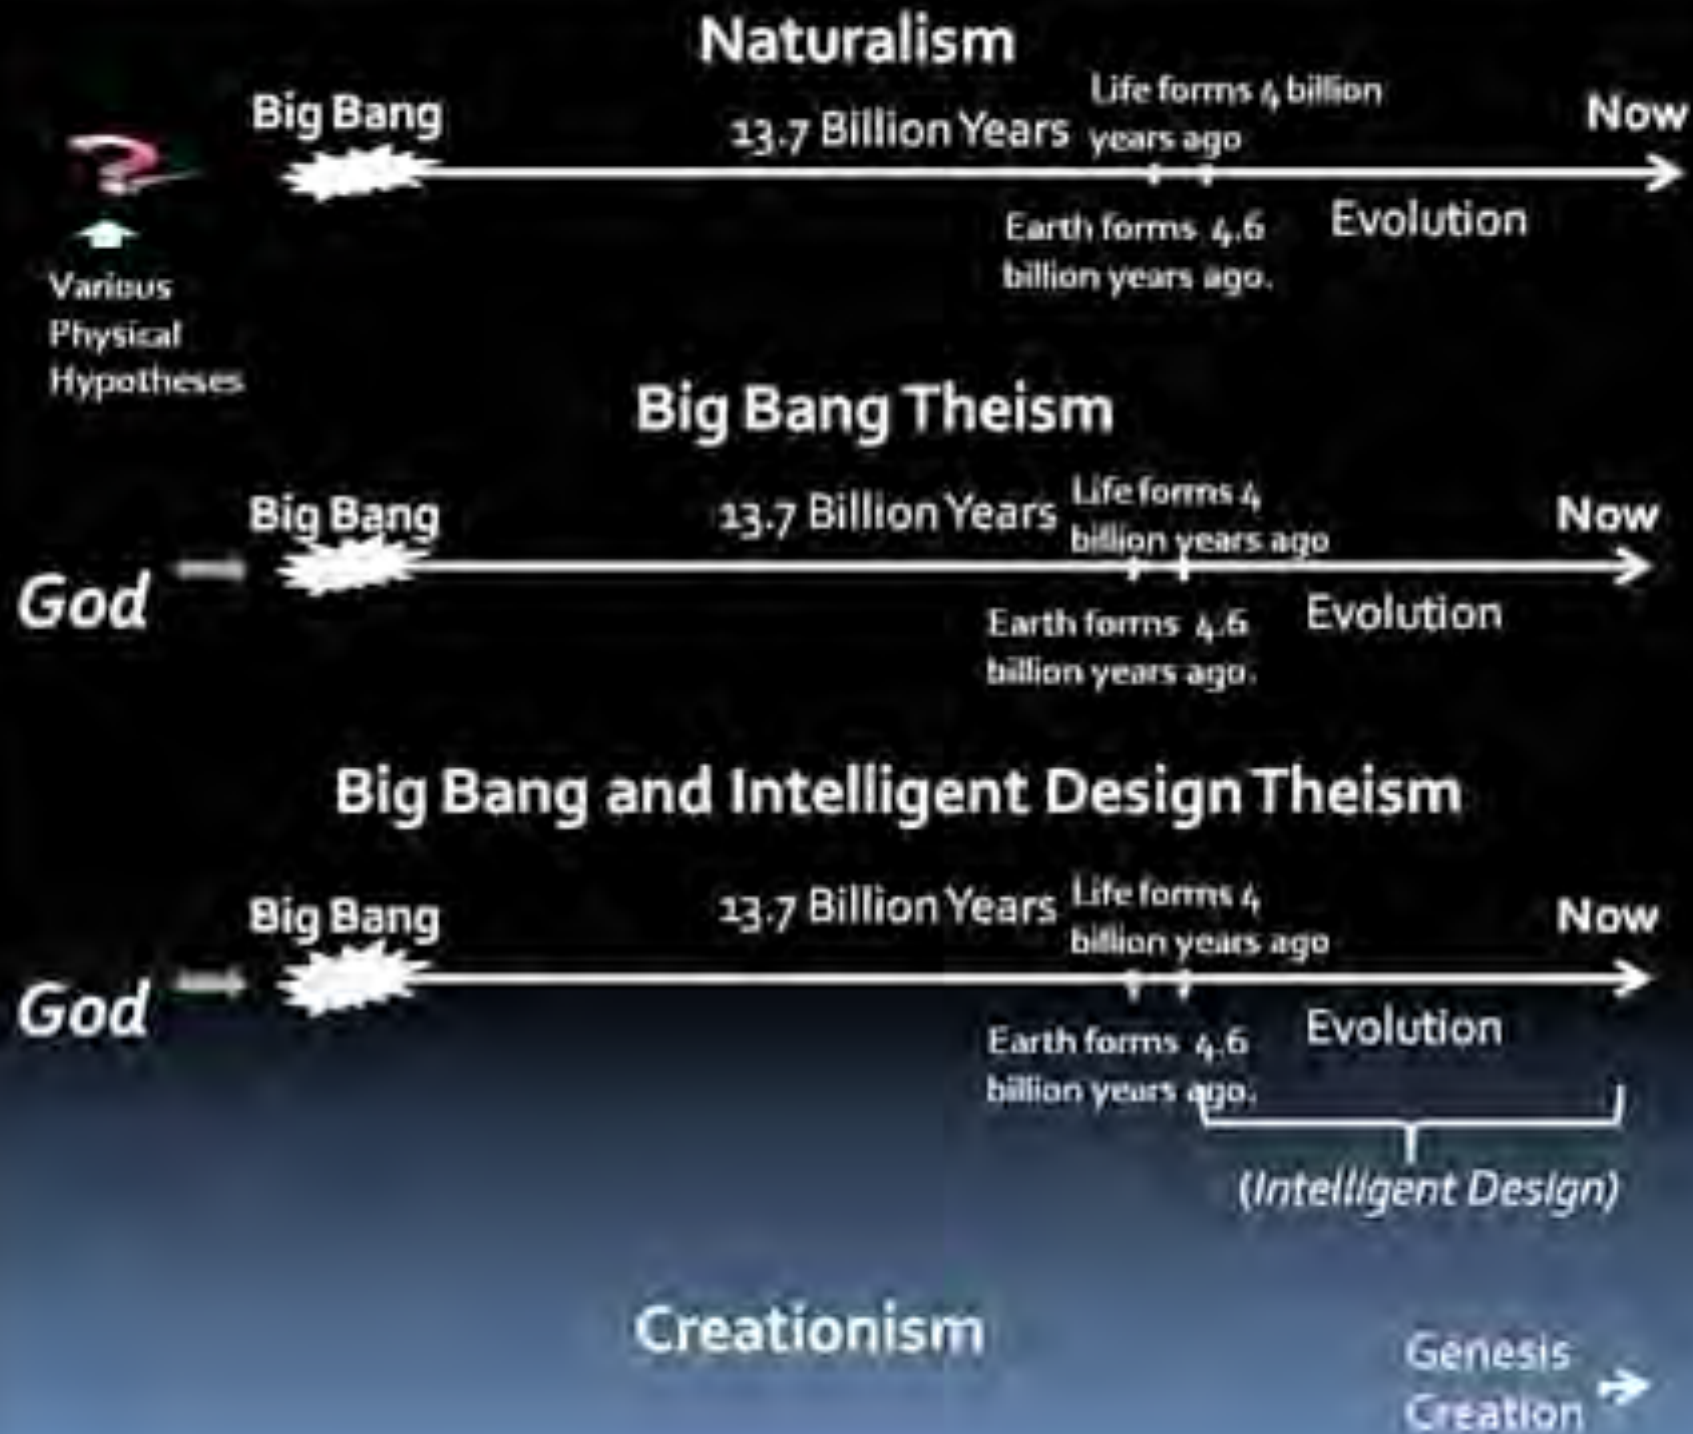 Naturalism
Life forms 4 billion
Big Bang
13.7 Billion Years
years ago
Now
?
Earth forms 4.6
Evolution
billion years ago.
Various
Physical
Hypotheses
Big Bang Theism
Life forms 4
Big Bang
13.7 Billion Years
Now
billion years ago
God
Earth forms 4.6
Evolution
billion years ago.
Big Bang and Intelligent Design Theism
Life forms 4
Big Bang
13.7 Billion Years
Now
billion years ago
God
Earth forms 4.6
Evolution
billion years ago.
(Intelligent Design)
Creationism
Genesis
Creation